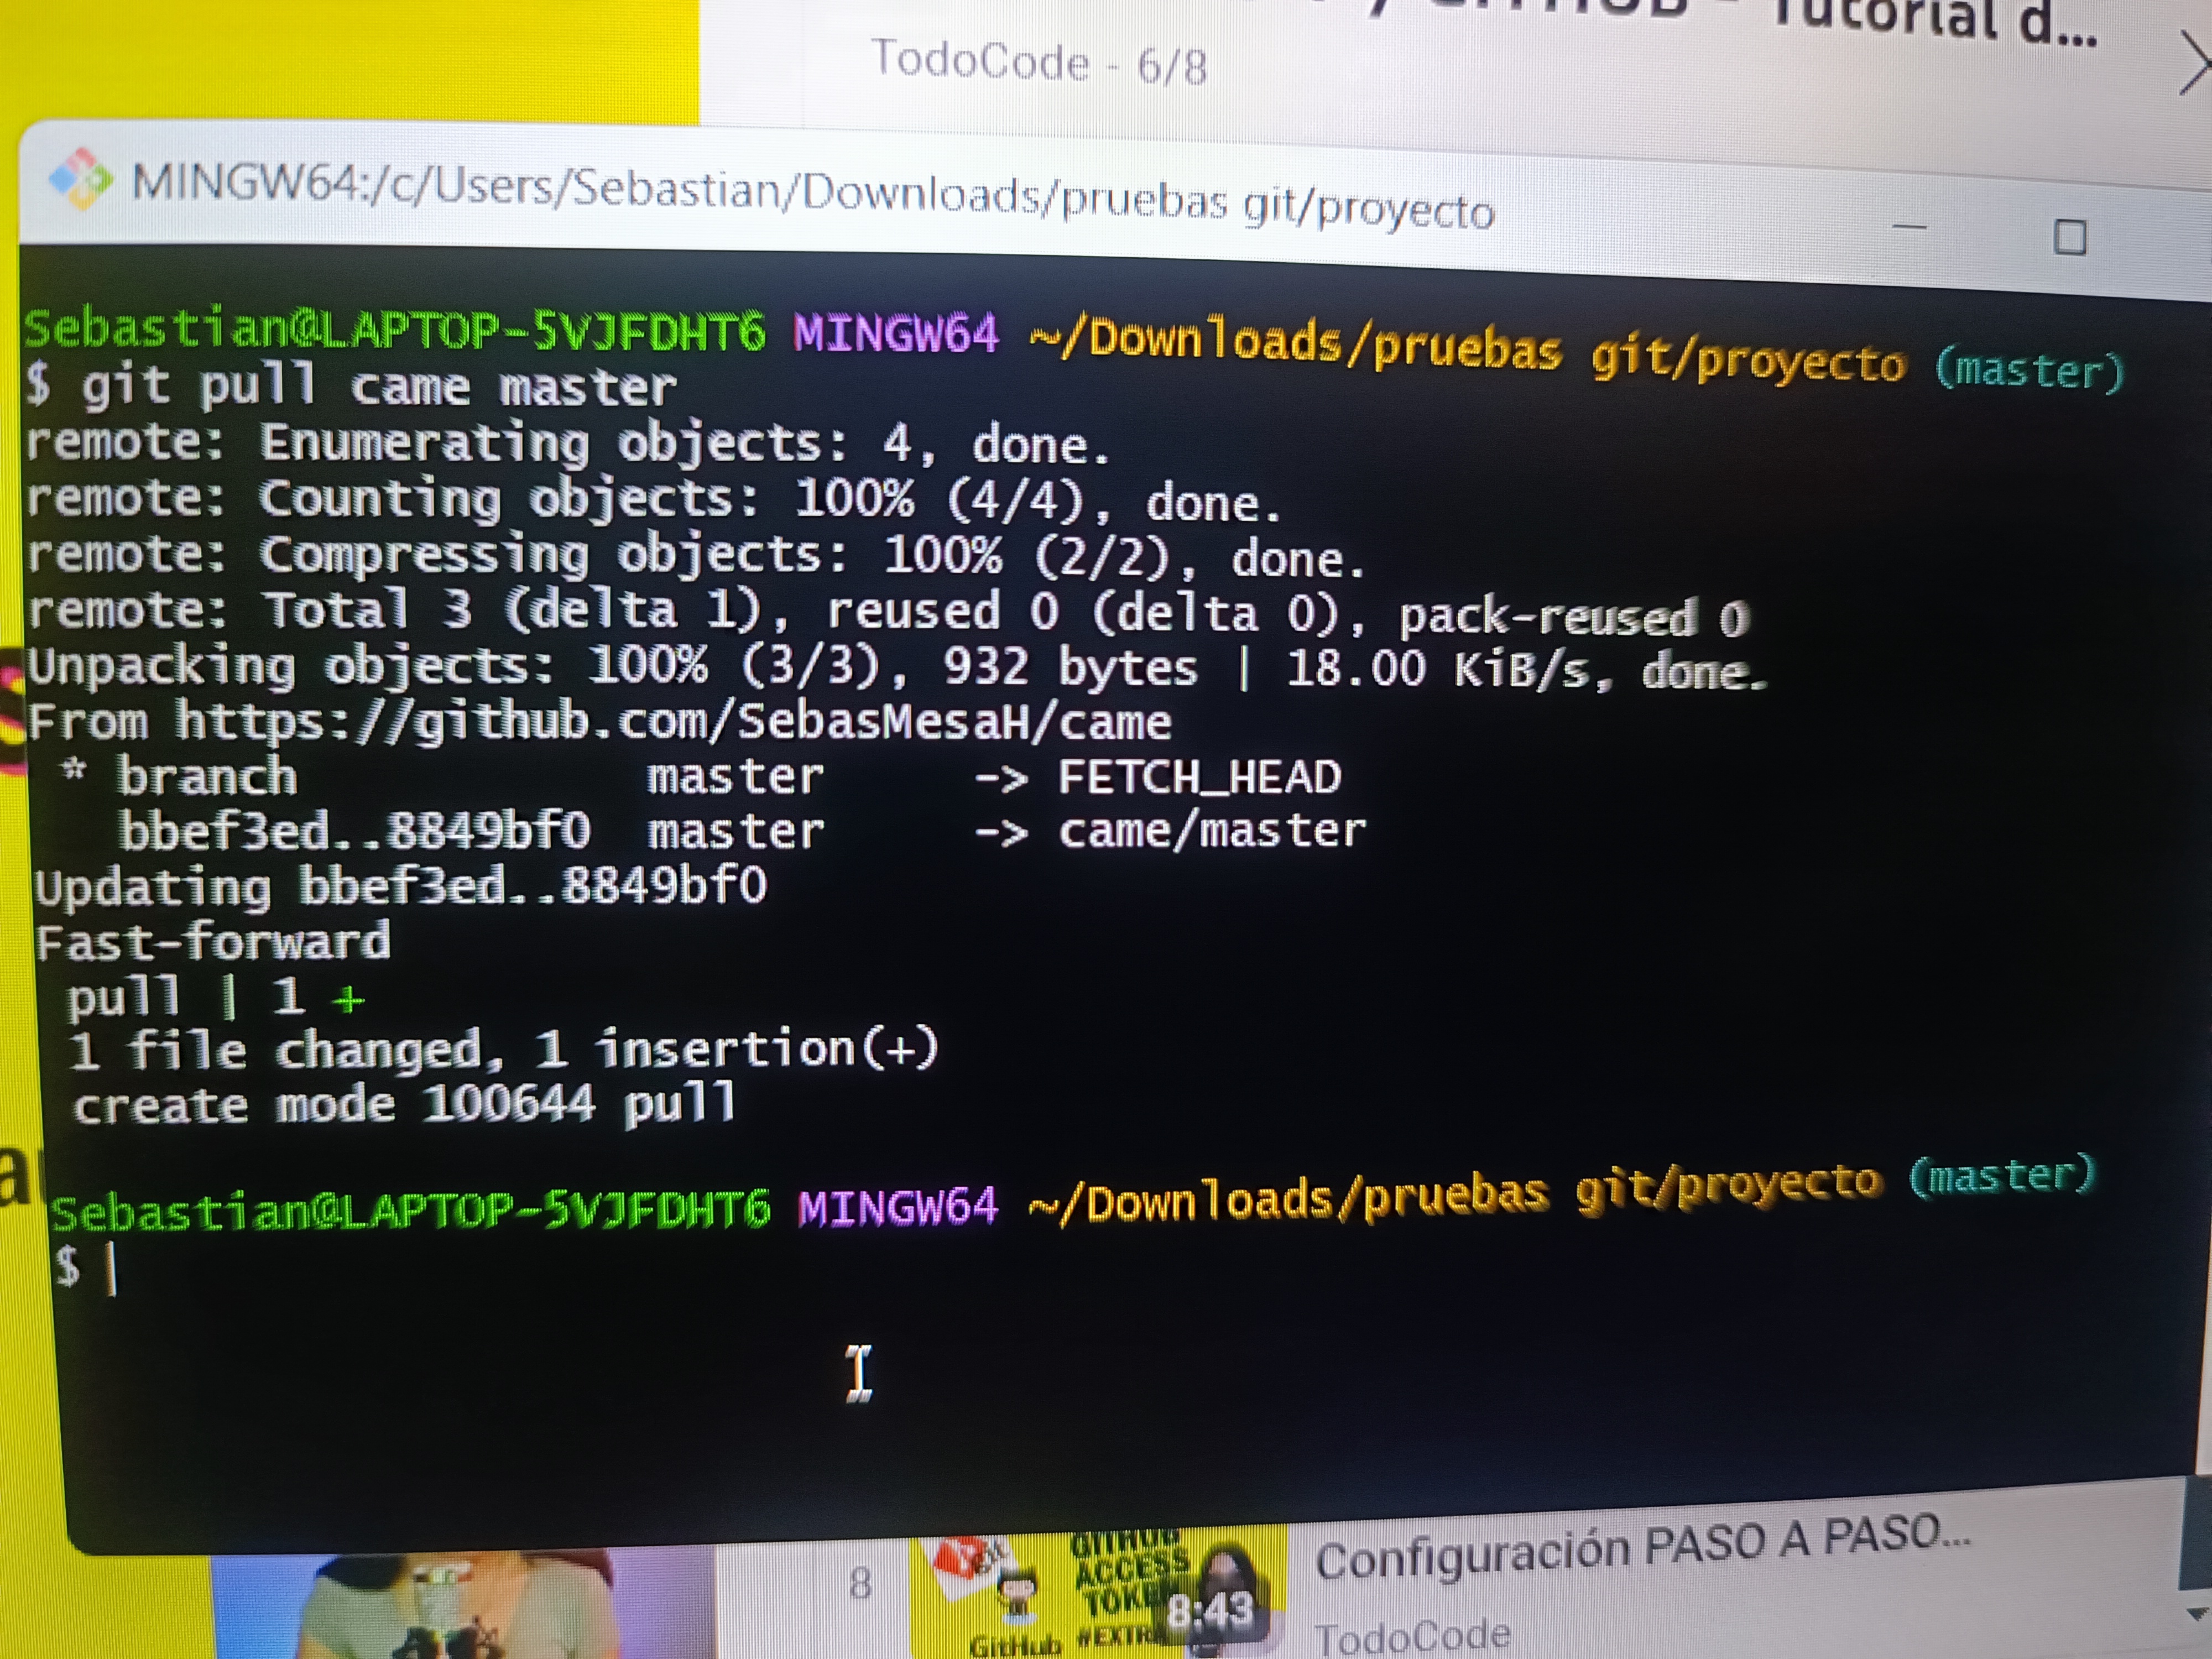 Tutorial d...
TodoCode - 6/8
MINGW64:/c/Users/Sebastian/Downloads/pruebas git/proyecto
Sebastian@LAPTOP-5VJFDHT6 MINGW64 ~/Downloads/pruebas git/proyecto (master)
$ git pull came master
remote: Enumerating objects: 4, done.
remote: Counting objects: 100% (4/4), done.
remote: Compressing objects: 100% (2/2), done.
remote: Total 3 (delta 1), reused 0 (delta 0), pack-reused 0
Unpacking objects: 100% (3/3), 932 bytes | 18.00 KiB/s, done.
From https://github.com/SebasMesaH/came
 * branch            master     -> FETCH_HEAD
   bbef3ed..8849bf0  master     -> came/master
Updating bbef3ed..8849bf0
Fast-forward
 pull | 1 +
 1 file changed, 1 insertion(+)
 create mode 100644 pull
Sebastian@LAPTOP-5VJFDHT6 MINGW64 ~/Downloads/pruebas git/proyecto (master)
$
8
GITHUB
ACCESS
8:43
GitHub
Configuración PASO A PASO...
TodoCode